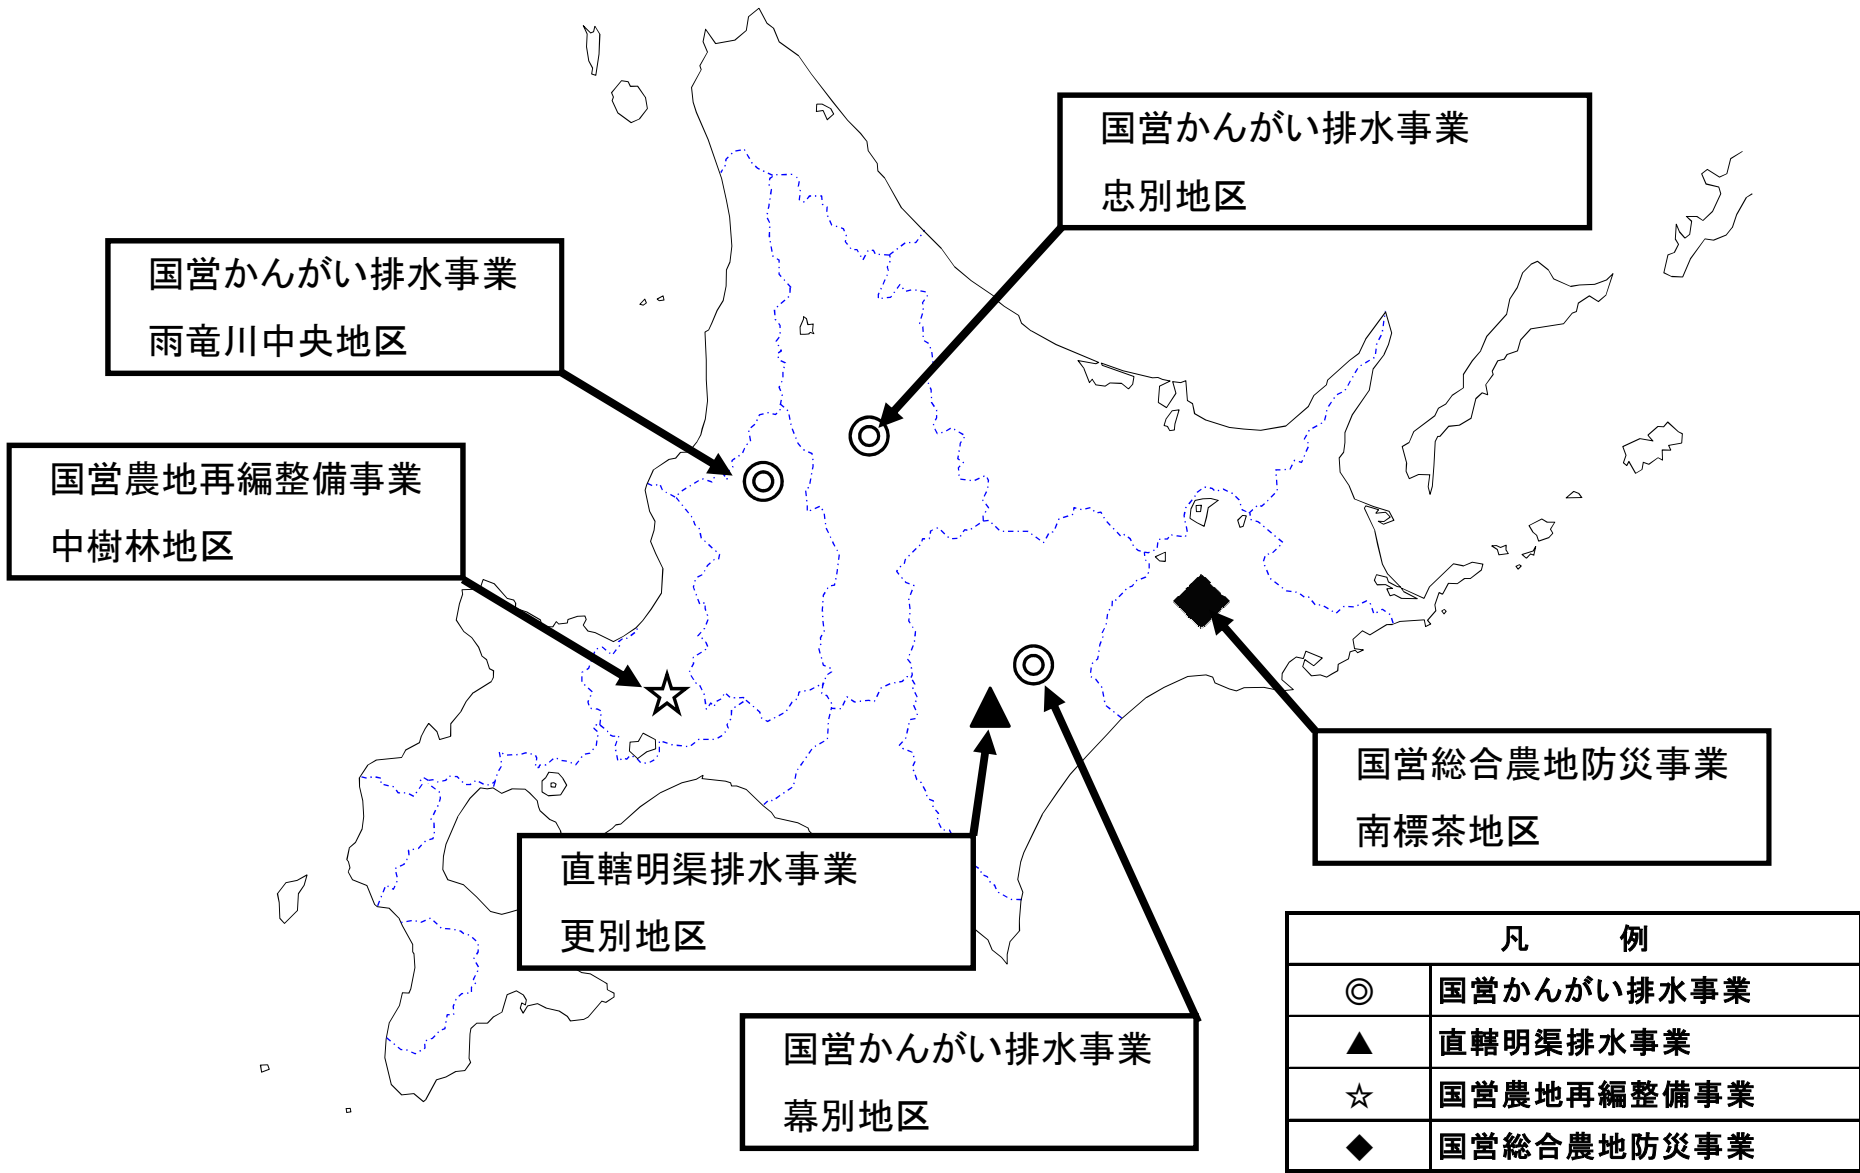 国営かんがい排水事業
忠別地区
国営かんがい排水事業
雨竜川中央地区
国営農地再編整備事業
中樹林地区
国営総合農地防災事業
南標茶地区
直轄明渠排水事業
更別地区
国営かんがい排水事業
幕別地区
凡 例
◎ 国営かんがい排水事業
▲ 直轄明渠排水事業
☆ 国営農地再編整備事業
◆ 国営総合農地防災事業